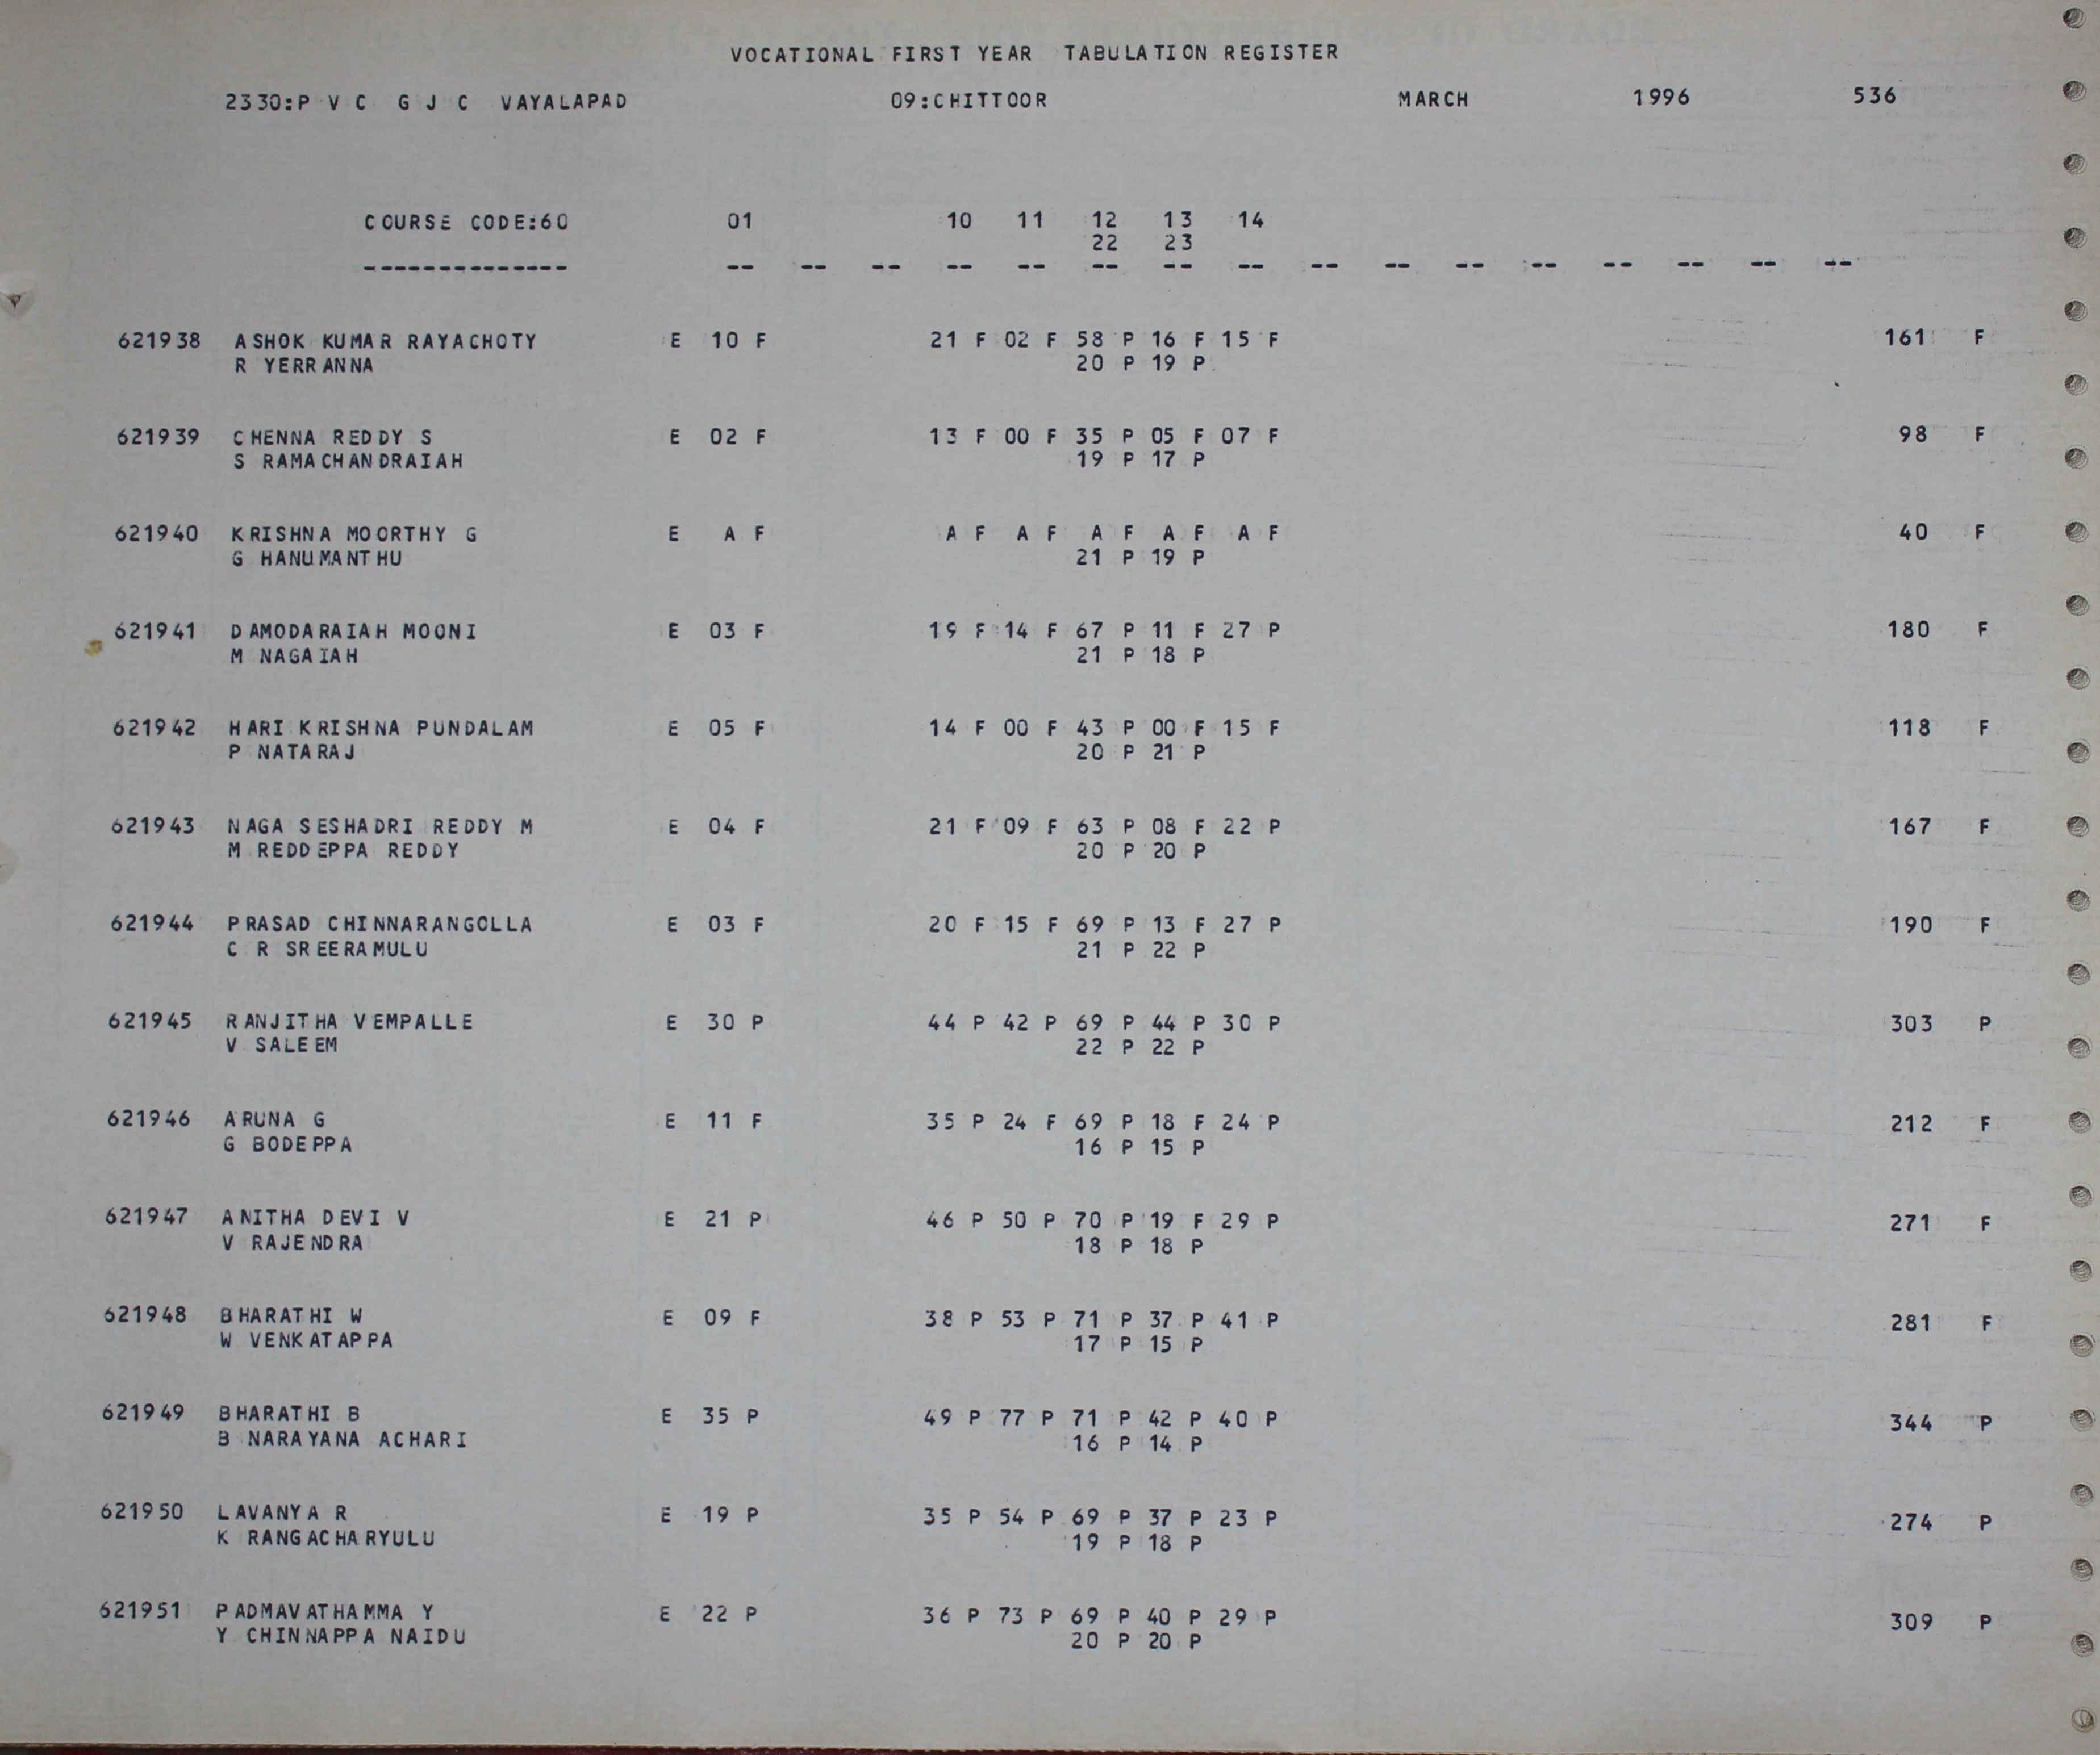 VOCATIONAL FIRST YEAR TABULATION REGISTER
2330:P V C G J C VAYALAPAD 09:CHITTOOR MARCH 1996 536
COURSE CODE:60 01 10 11 12 13 14
22 23
-------------- -- -- -- -- -- -- -- -- -- -- -- -- -- -- -- --
621938 ASHOK KUMAR RAYACHOTY E 10 F 21 F 02 F 58 P 16 F 15 F 161 F
R YERRANNA 20 P 19 P
621939 CHENNA REDDY S E 02 F 13 F 00 F 35 P 05 F 07 F 98 F
S RAMACHANDRAIAH 19 P 17 P
621940 KRISHNA MOORTHY G E A F A F A F A F A F A F 40 F
G HANUMANTHU 21 P 19 P
621941 DAMODARAIAH MOONI E 03 F 19 F 14 F 67 P 11 F 27 P 180 F
M NAGAIAH 21 P 18 P
621942 HARI KRISHNA PUNDALAM E 05 F 14 F 00 F 43 P 00 F 15 F 118 F
P NATARAJ 20 P 21 P
621943 NAGA SESHADRI REDDY M E 04 F 21 F 09 F 63 P 08 F 22 P 167 F
M REDDEPPA REDDY 20 P 20 P
621944 PRASAD CHINNARANGOLLA E 03 F 20 F 15 F 69 P 13 F 27 P 190 F
C R SREERAMULU 21 P 22 P
621945 RANJITHA VEMPALLE E 30 P 44 P 42 P 69 P 44 P 30 P 303 P
V SALEEM 22 P 22 P
621946 ARUNA G E 11 F 35 P 24 F 69 P 18 F 24 P 212 F
G BODEPPA 16 P 15 P
621947 ANITHA DEVI V E 21 P 46 P 50 P 70 P 19 F 29 P 271 F
V RAJENDRA 18 P 18 P
621948 BHARATHI W E 09 F 38 P 53 P 71 P 37 P 41 P 281 F
W VENKATAPPA 17 P 15 P
621949 BHARATHI B E 35 P 49 P 77 P 71 P 42 P 40 P 344 P
B NARAYANA ACHARI 16 P 14 P
621950 LAVANYA R E 19 P 35 P 54 P 69 P 37 P 23 P 274 P
K RANGACHARYULU 19 P 18 P
621951 PADMAVATHAMMA Y E 22 P 36 P 73 P 69 P 40 P 29 P 309 P
Y CHINNAPPA NAIDU 20 P 20 P